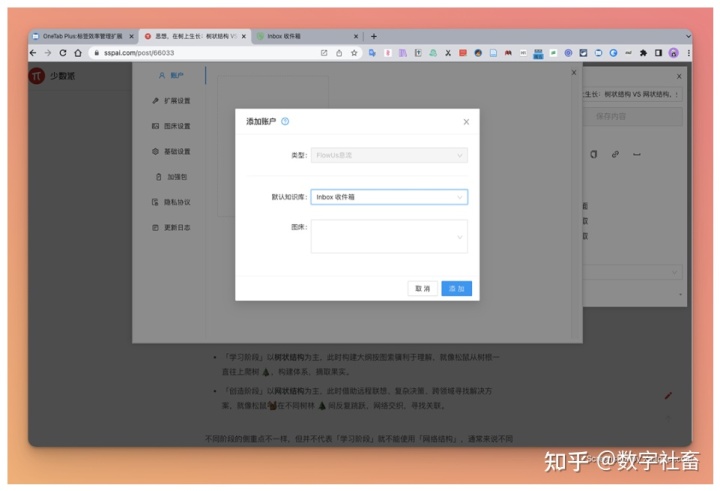 OneTab Plus:标签效率管理扩展
思想，在树上生长：树状结构 VS
Inbox 收件箱
sspai.com/post/66033
少数派
账户
扩展设置
图床设置
基础设置
加强包
隐私协议
更新日志
添加账户
类型：
FlowUs息流
默认知识库：
Inbox 收件箱
图床：
取 消
添 加
上生长：树状结构 VS 网状结构
保存内容
「学习阶段」以树状结构为主，此时构建大纲按图索骥利于理解，就像松鼠从树根一
直往上爬树，构建体系，摘取果实。
「创造阶段」以网状结构为主，此时借助远程联想、复杂决策、跨领域寻找解决方
案，就像松鼠在不同树林间反复跳跃，网络交织，寻找关联。
不同阶段的侧重点不一样，但并不代表「学习阶段」就不能使用「网络结构」，通常来说不同
知乎 @数字社畜